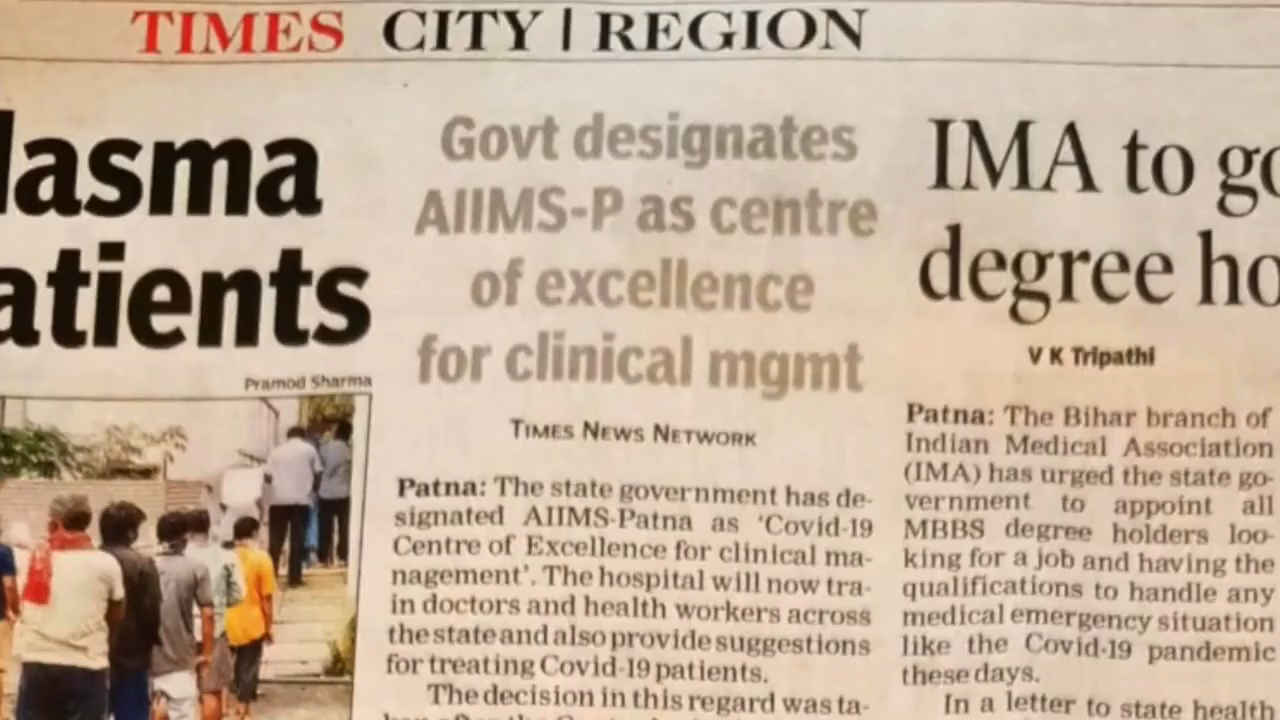 TIMES CITY | REGION
lasma
atients
Pramod Sharma
Govt designates
AIIMS-P as centre
of excellence
for clinical mgmt
TIMES NEWS NETWORK
Patna: The state government has de-
signated AIIMS-Patna as ‘Covid-19
Centre of Excellence for clinical ma-
nagement’. The hospital will now tra-
in doctors and health workers across
the state and also provide suggestions
for treating Covid-19 patients.
The decision in this regard was ta-
IMA to go
degree ho
V K Tripathi
Patna: The Bihar branch of
Indian Medical Association
(IMA) has urged the state go-
vernment to appoint all
MBBS degree holders loo-
king for a job and having the
qualifications to handle any
medical emergency situation
like the Covid-19 pandemic
these days.
In a letter to state health